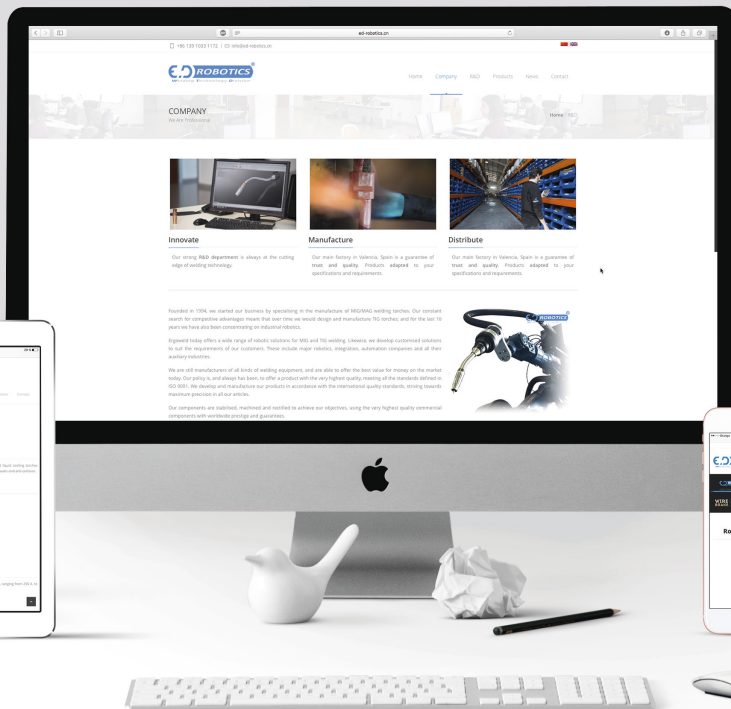 ed-robotics.cn
+86 139 1033 1172
info@ed-robotics.cn
E.D ROBOTICS®
Home Company R&D Products News Contact
COMPANY
We Are Professional
Home / R&D
Innovate
Our strong R&D department is always at the cutting
edge of welding technology.
Manufacture
Our main factory in Valencia, Spain is a guarantee of
trust and quality. Products adapted to your
specifications and requirements.
Distribute
Our main factory in Valencia, Spain is a guarantee of
trust and quality. Products adapted to your
specifications and requirements.
Founded in 1994, we started our business by specialising in the manufacture of MIG/MAG welding torches. Our constant
search for competitive advantages meant that over time we would design and manufacture TIG torches, and for the last 10
years we have also been concentrating on industrial robotics.
Ergoweld today offers a wide range of robotic solutions for MIG and TIG welding. Likewise, we develop customised solutions
to suit the requirements of our customers. These include major robotics, integration, automation companies and all their
auxiliary industries.
We are still manufacturers of all kinds of welding equipment, and are able to offer the best value for money on the market
today. Our policy is, and always has been, to offer a product with the very highest quality, meeting all the standards defined in
ISO 9001. We develop and manufacture our products in accordance with the international quality standards, striving towards
maximum precision in all our articles.
Our components are stabilised, machined and rectified to achieve our objectives, using the very highest quality commercial
components with worldwide prestige and guarantees.
E.D ROBOTICS
liquid cooling torches
ranging from 250 A to
E.D
WIRE
BRAND
Ro